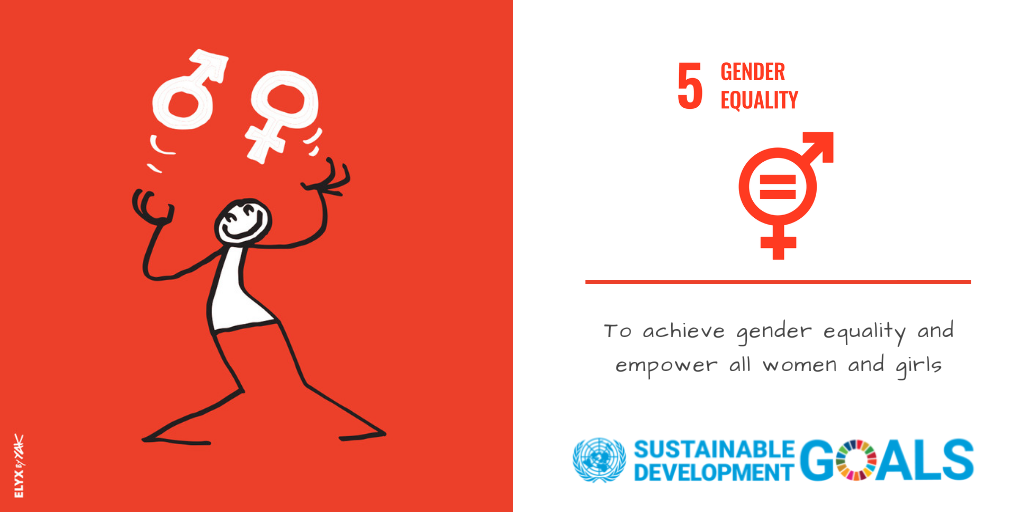 ELYX BY YAK
5 GENDER
EQUALITY
To achieve gender equality and
empower all women and girls
SUSTAINABLE
DEVELOPMENT GOALS